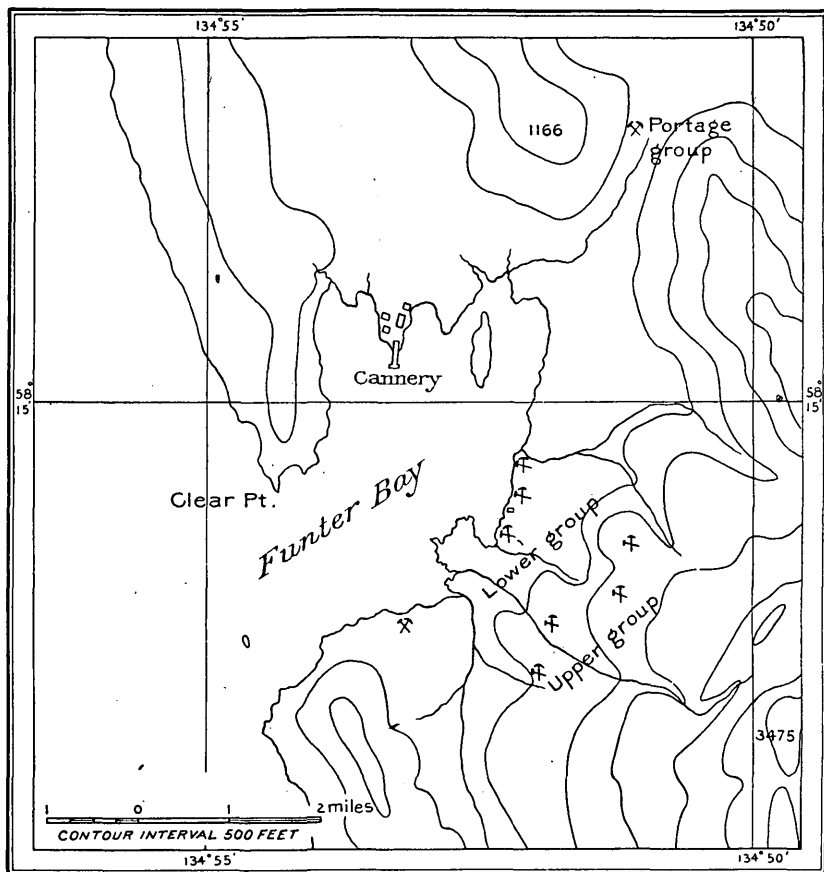 134°55'
134°50'
1166
Portage
group
58°
15'
58°
15'
Cannery
Clear Pt.
Funter Bay
Lower group
Upper group
3475
1 0 1 2 miles
CONTOUR INTERVAL 500 FEET
134°55'
134°50'